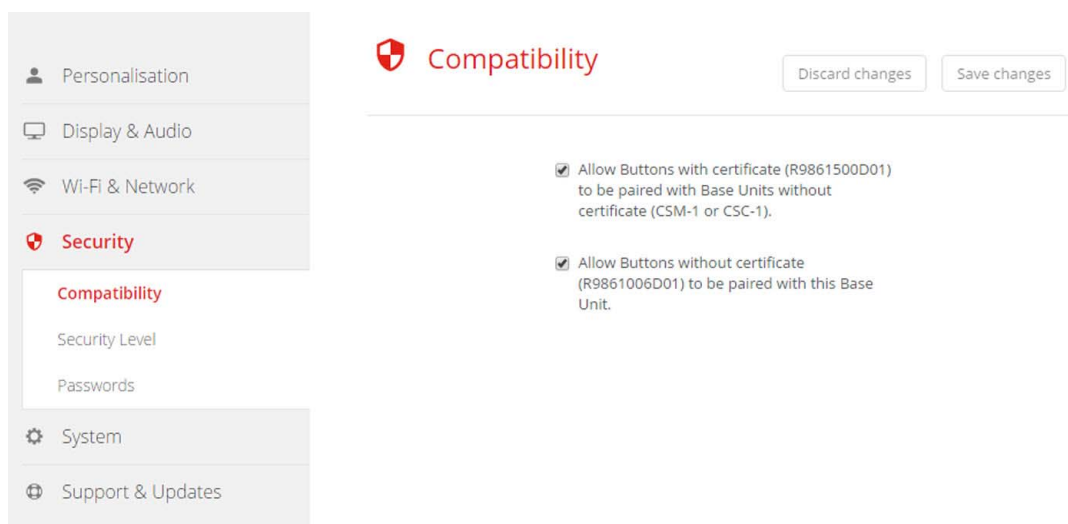 Personalisation
Display & Audio
Wi-Fi & Network
Security
Compatibility
Security Level
Passwords
System
Support & Updates
Compatibility
Discard changes
Save changes
Allow Buttons with certificate (R9861500D01)
to be paired with Base Units without
certificate (CSM-1 or CSC-1).
Allow Buttons without certificate
(R9861006D01) to be paired with this Base
Unit.